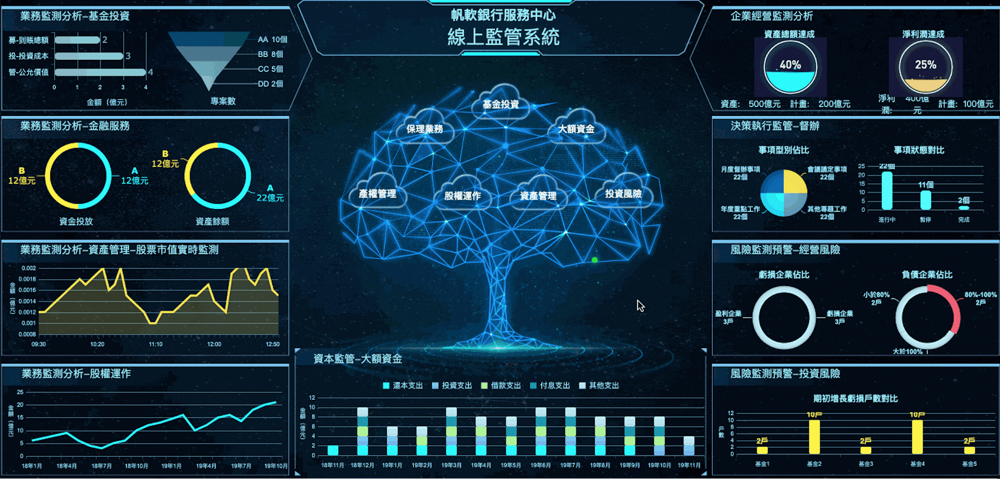 帆軟銀行服務中心
線上監管系統
業務監測分析-基金投資
募-到賬總額
2
投-投資成本
3
管-公允價值
4
0 1 2 3 4
金額（億元）
AA 10個
BB 8個
CC 5個
DD 2個
專案數
業務監測分析-金融服務
B
12億元
A
12億元
資金投放
B
12億元
A
22億元
資產餘額
業務監測分析-資產管理-股票市值實時監測
金額（億元）
0.002
0.0018
0.0016
0.0014
0.0012
0.001
0.0008
09:30 10:20 11:10 12:00 12:50
業務監測分析-股權運作
金額（億元）
25
20
15
10
5
0
18年1月 18年4月 18年7月 18年10月 19年1月 19年4月 19年7月 19年10月
基金投資
保理業務
大額資金
產權管理
股權運作
資產管理
投資風險
資本監管-大額資金
還本支出 投資支出 借款支出 付息支出 其他支出
金額（億元）
12
10
8
6
4
2
0
18年11月 18年12月 19年1月 19年2月 19年3月 19年4月 19年5月 19年6月 19年7月 19年8月 19年9月 19年10月 19年11月
企業經營監測分析
資產總額達成
40%
資產: 500億元 計畫: 200億元
淨利潤達成
25%
淨利潤: 400億元 計畫: 100億元
決策執行監管-督辦
事項型別佔比
月度督辦事項
22個
會議議定事項
22個
年度重點工作
22個
其他專題工作
22個
事項狀態對比
25
20
15
10
5
0
22個
11個
2個
進行中 暫停 完成
風險監測預警-經營風險
虧損企業佔比
盈利企業
3戶
虧損企業
3戶
負債企業佔比
小於80%
2戶
80%-100%
2戶
大於100%
風險監測預警-投資風險
期初增長虧損戶數對比
戶數
12
10
8
6
4
2
0
2戶
10戶
2戶
10戶
2戶
基金1 基金2 基金3 基金4 基金5